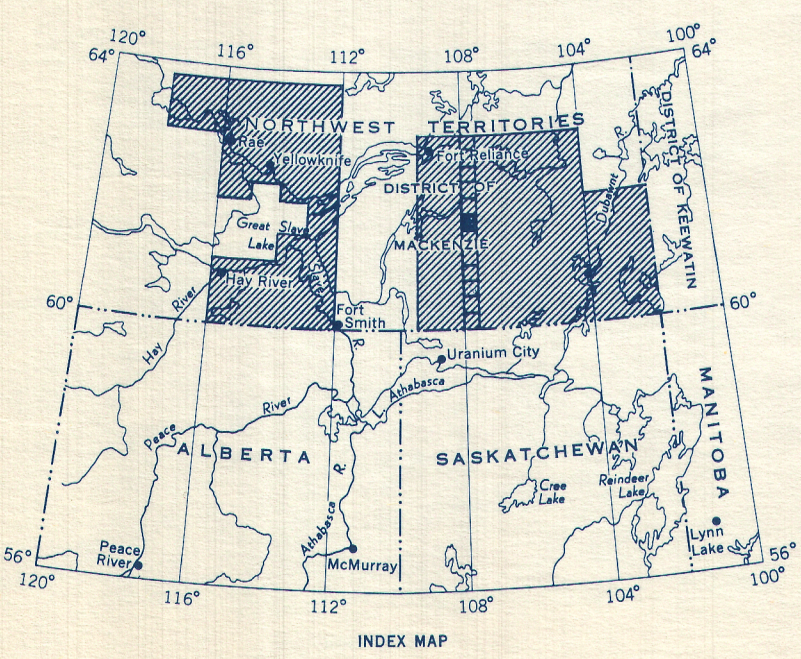 120°
116°
112°
108°
104°
100°
64°
64°
NORTHWEST TERRITORIES
DISTRICT OF KEEWATIN
Rae
Yellowknife
Fort Reliance
DISTRICT OF
MACKENZIE
Dubawnt R.
Great Slave
Lake
Slave
Hay River
River
Hay
60°
60°
Fort
Smith
R.
Uranium City
L. Athabasca
River
Peace
ALBERTA
SASKATCHEWAN
MANITOBA
R.
Athabasca
Cree
Lake
Reindeer
Lake
Lynn
Lake
Peace
River
McMurray
56°
56°
120°
116°
112°
108°
104°
100°
INDEX MAP